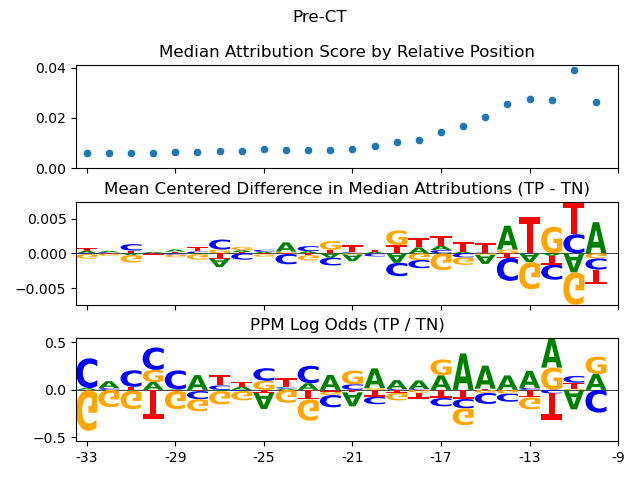 Pre-CT
Median Attribution Score by Relative Position
0.04
0.02
0.00
Mean Centered Difference in Median Attributions (TP - TN)
0.005
0.000
−0.005
PPM Log Odds (TP / TN)
0.5
0.0
−0.5
-33 -29 -25 -21 -17 -13 -9